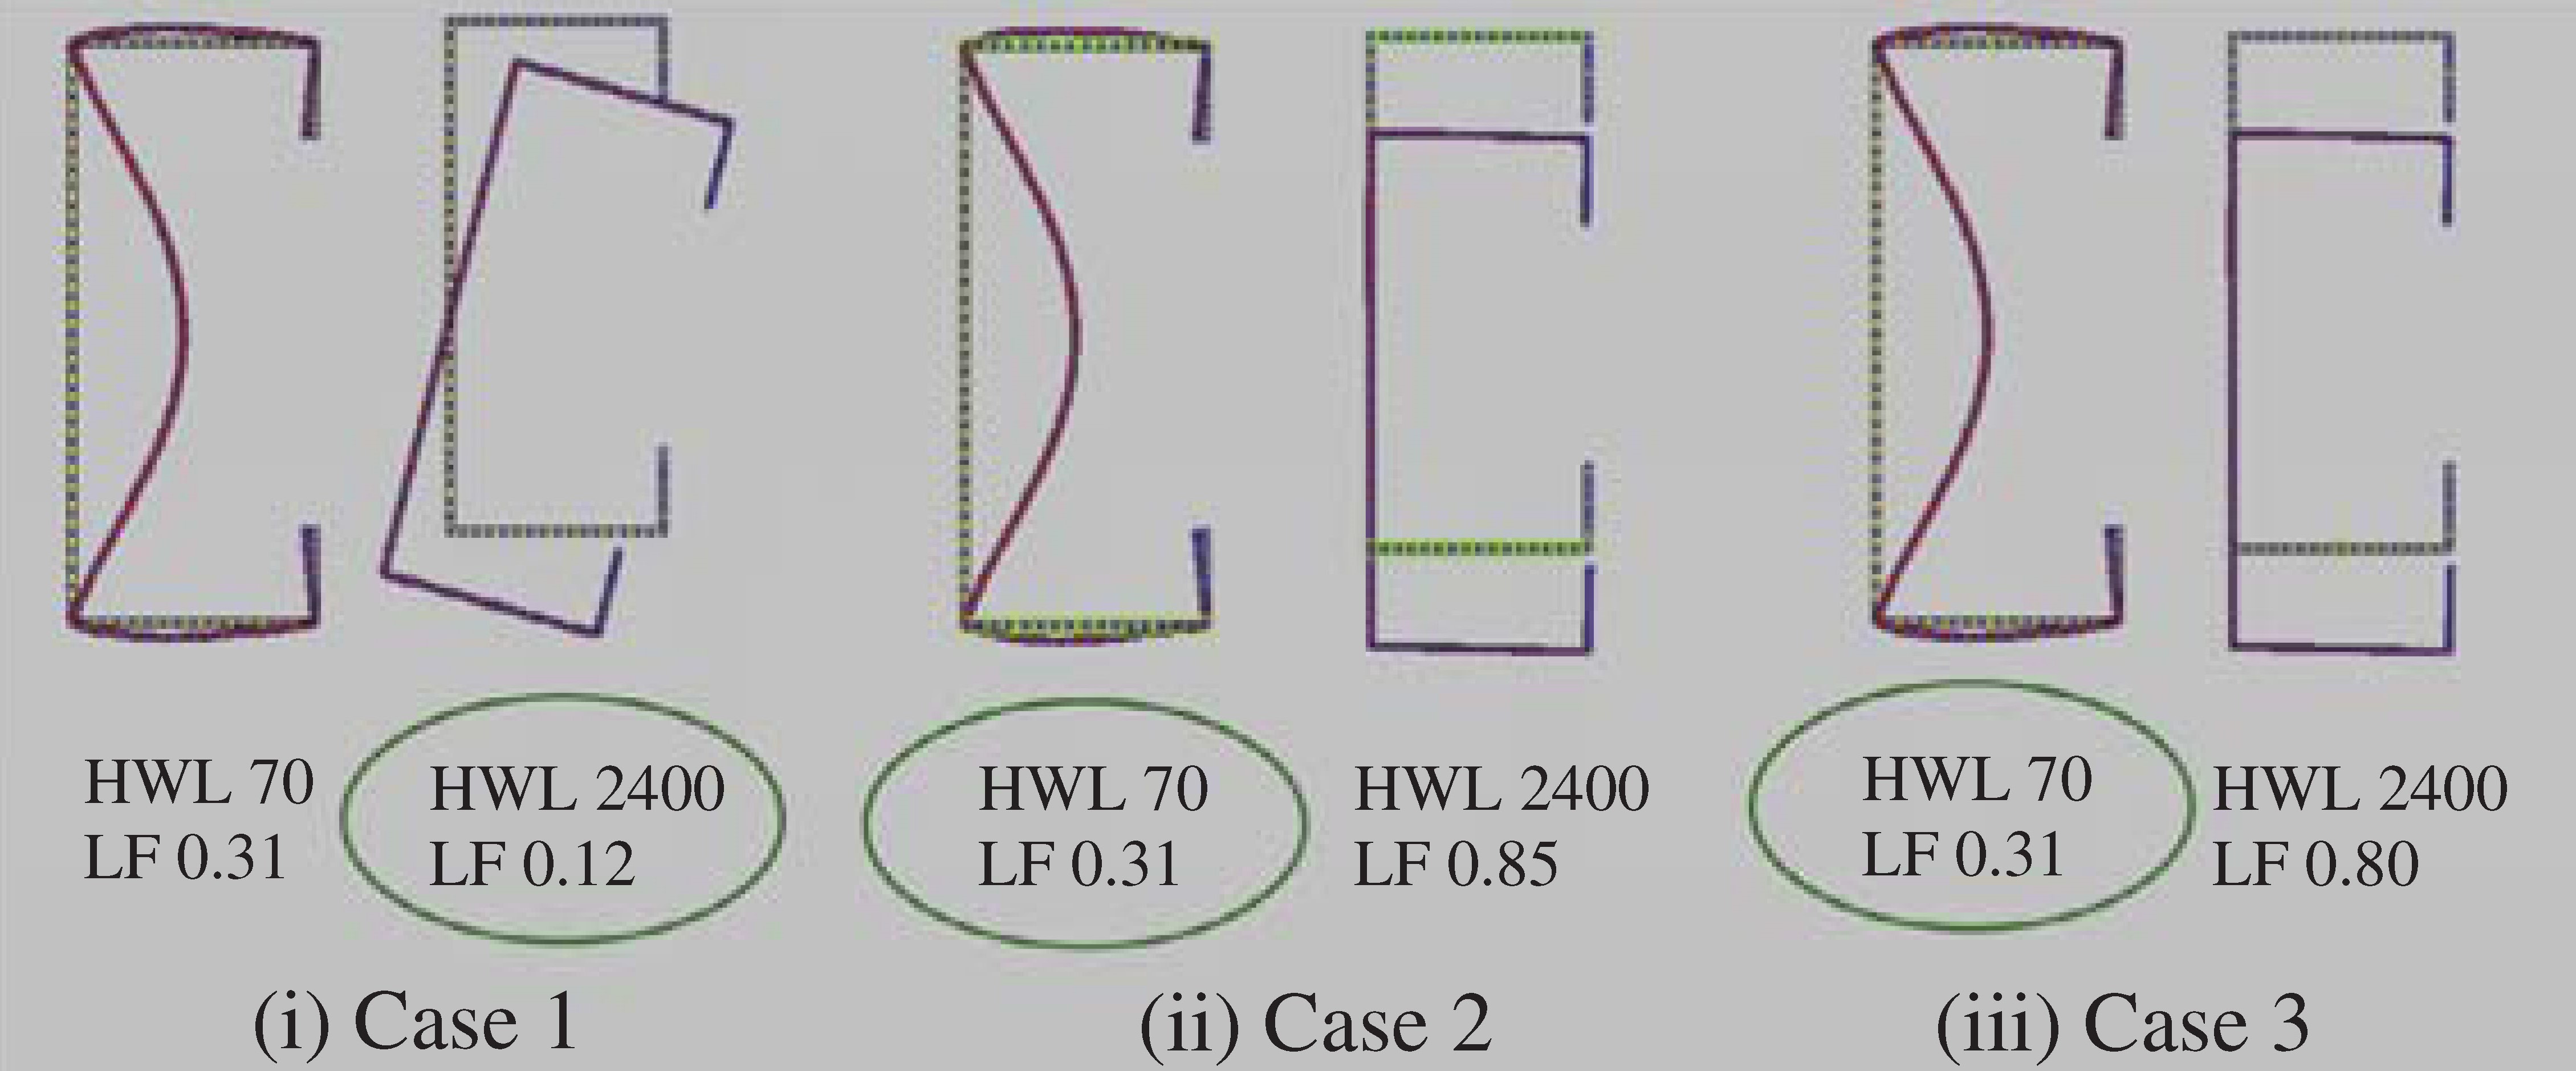 HWL 70
LF 0.31
HWL 2400
LF 0.12
HWL 70
LF 0.31
HWL 2400
LF 0.85
HWL 70
LF 0.31
HWL 2400
LF 0.80
(i) Case 1
(ii) Case 2
(iii) Case 3